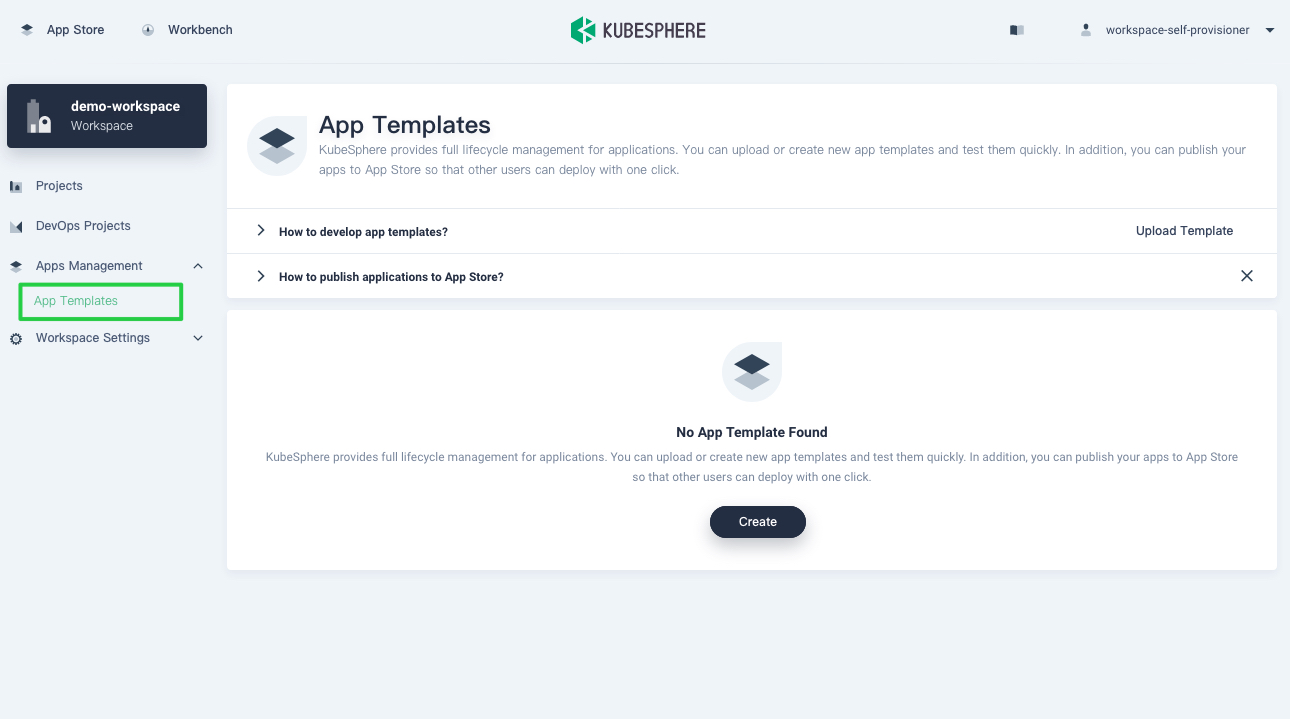 App Store
Workbench
KUBESPHERE
workspace-self-provisioner
demo-workspace
Workspace
Projects
DevOps Projects
Apps Management
App Templates
Workspace Settings
App Templates
KubeSphere provides full lifecycle management for applications. You can upload or create new app templates and test them quickly. In addition, you can publish your
apps to App Store so that other users can deploy with one click.
How to develop app templates?
Upload Template
How to publish applications to App Store?
No App Template Found
KubeSphere provides full lifecycle management for applications. You can upload or create new app templates and test them quickly. In addition, you can publish your apps to App Store
so that other users can deploy with one click.
Create